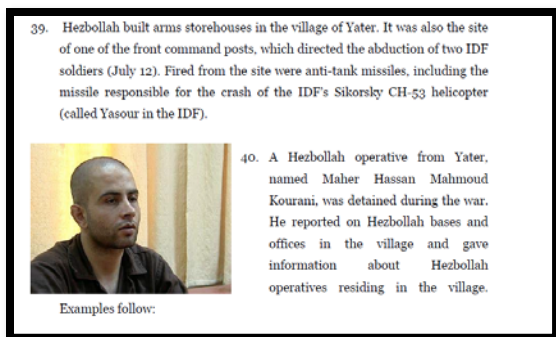 39. Hezbollah built arms storehouses in the village of Yater. It was also the site
of one of the front command posts, which directed the abduction of two IDF
soldiers (July 12). Fired from the site were anti-tank missiles, including the
missile responsible for the crash of the IDF's Sikorsky CH-53 helicopter
(called Yasour in the IDF).
40. A Hezbollah operative from Yater,
named Maher Hassan Mahmoud
Kourani, was detained during the war.
He reported on Hezbollah bases and
offices in the village and gave
information about Hezbollah
operatives residing in the village.
Examples follow: